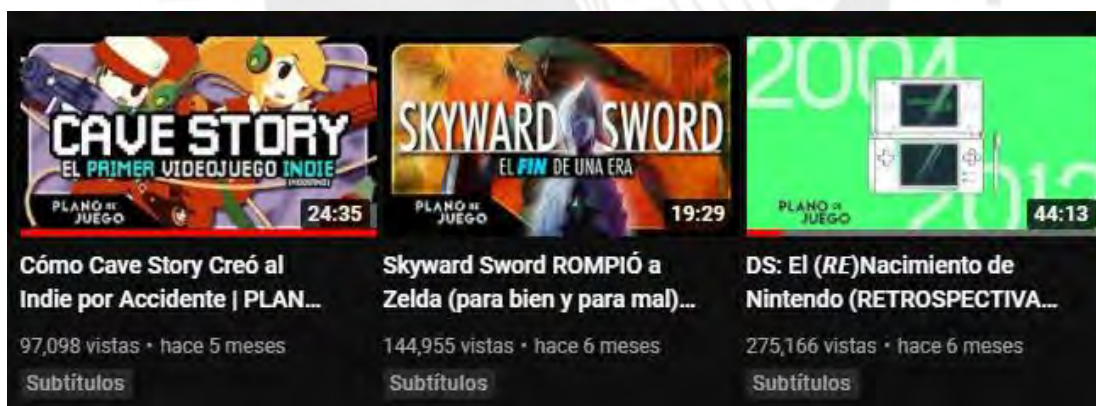 CAVE STORY
EL PRIMER VIDEOJUEGO INDIE
(MODERNO)
PLANO DE
JUEGO
24:35
Cómo Cave Story Creó al
Indie por Accidente | PLAN...
97,098 vistas • hace 5 meses
Subtítulos
SKYWARD SWORD
EL FIN DE UNA ERA
PLANO DE
JUEGO
19:29
Skyward Sword ROMPIÓ a
Zelda (para bien y para mal)...
144,955 vistas • hace 6 meses
Subtítulos
2004
2012
PLANO DE
JUEGO
44:13
DS: El (RE)Nacimiento de
Nintendo (RETROSPECTIVA...
275,166 vistas • hace 6 meses
Subtítulos